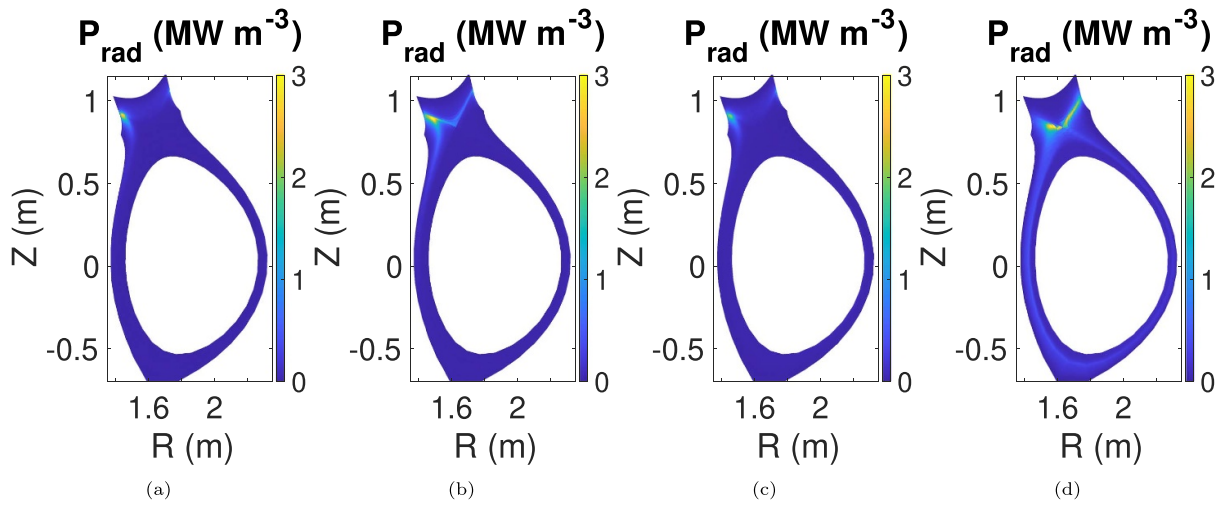 P_rad (MW m^-3) P_rad (MW m^-3) P_rad (MW m^-3) P_rad (MW m^-3)
3 3 3 3
1 1 1 1
2 2 2 2
0.5 0.5 0.5 0.5
Z (m) Z (m) Z (m) Z (m)
0 0 0 0
1 1 1 1
-0.5 -0.5 -0.5 -0.5
0 0 0 0
1.6 2 1.6 2 1.6 2 1.6 2
R (m) R (m) R (m) R (m)
(a) (b) (c) (d)